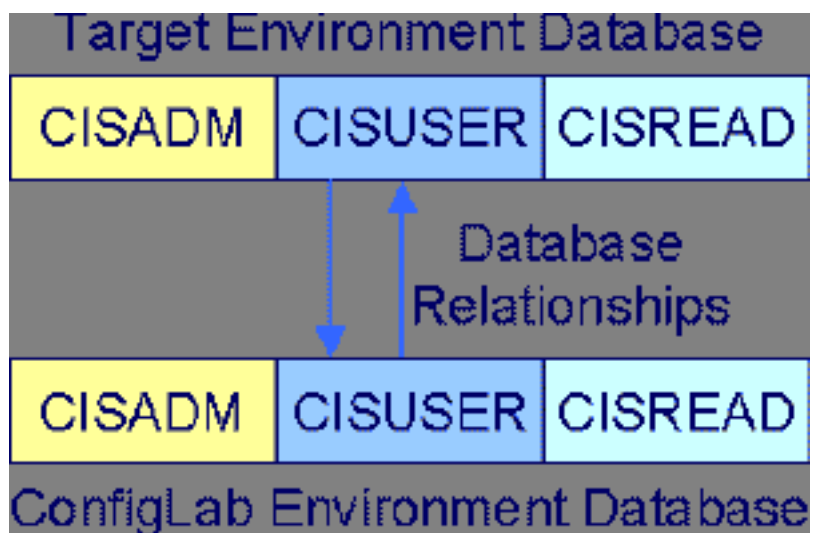 Target Environment Database
CISADM CISUSER CISREAD
Database
Relationships
CISADM CISUSER CISREAD
ConfigLab Environment Database